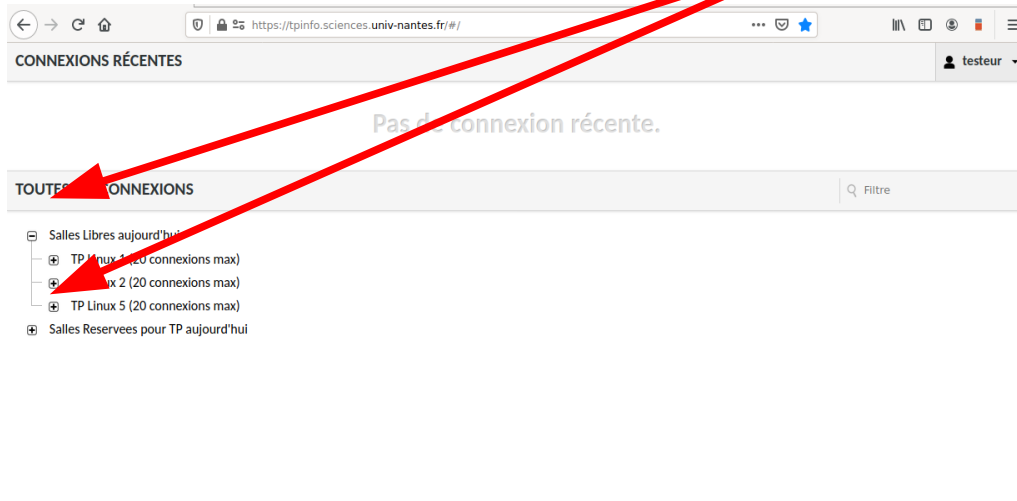 https://tpinfo.sciences.univ-nantes.fr/#/
CONNEXIONS RÉCENTES
testeur
Pas de connexion récente.
TOUTES CONNEXIONS
Filtre
Salles Libres aujourd'hui
TP Linux 1 (20 connexions max)
2 (20 connexions max)
TP Linux 5 (20 connexions max)
Salles Reservees pour TP aujourd'hui